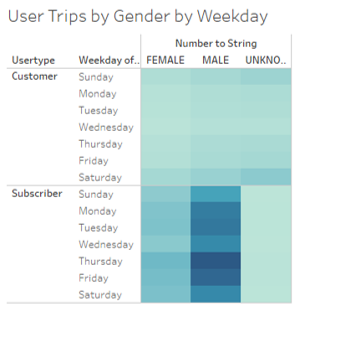 User Trips by Gender by Weekday
Number to String
Usertype Weekday of.. FEMALE MALE UNKNO..
Customer Sunday
Monday
Tuesday
Wednesday
Thursday
Friday
Saturday
Subscriber Sunday
Monday
Tuesday
Wednesday
Thursday
Friday
Saturday